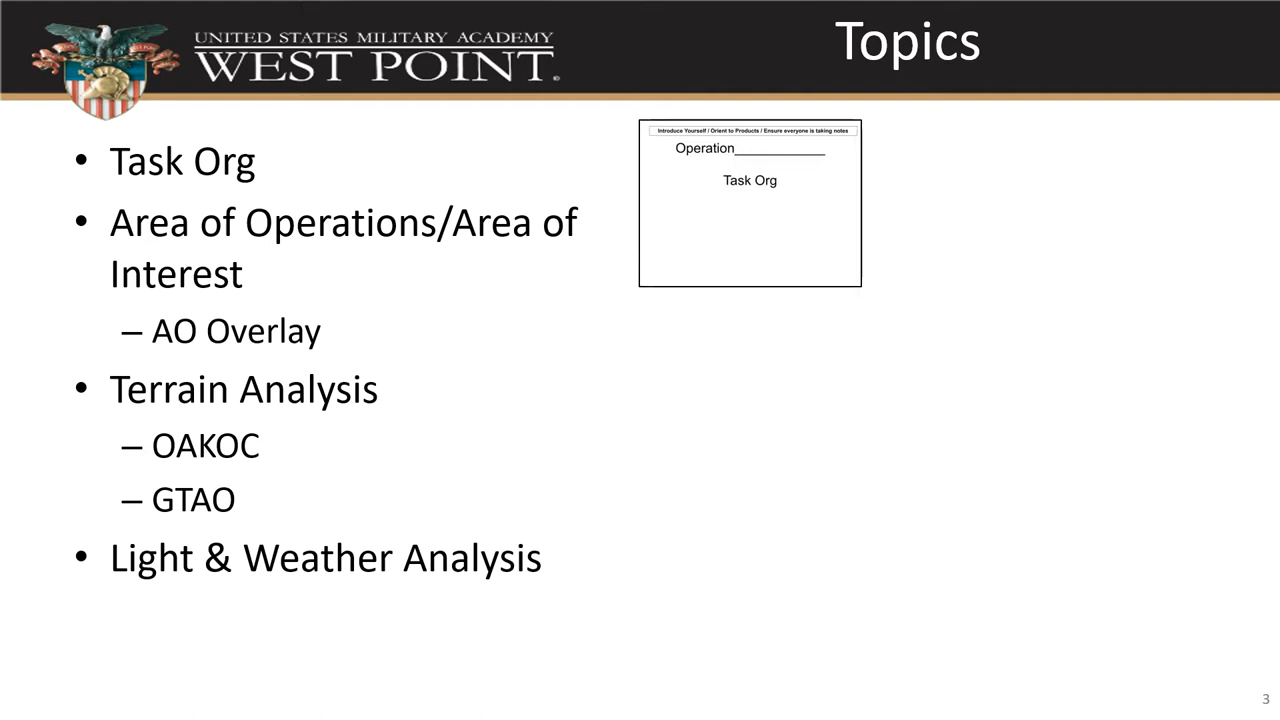 UNITED STATES MILITARY ACADEMY
WEST POINT.
Topics
• Task Org
• Area of Operations/Area of
Interest
– AO Overlay
• Terrain Analysis
– OAKOC
– GTAO
• Light & Weather Analysis
Introduce Yourself / Orient to Products / Ensure everyone is taking notes
Operation____________
Task Org
3